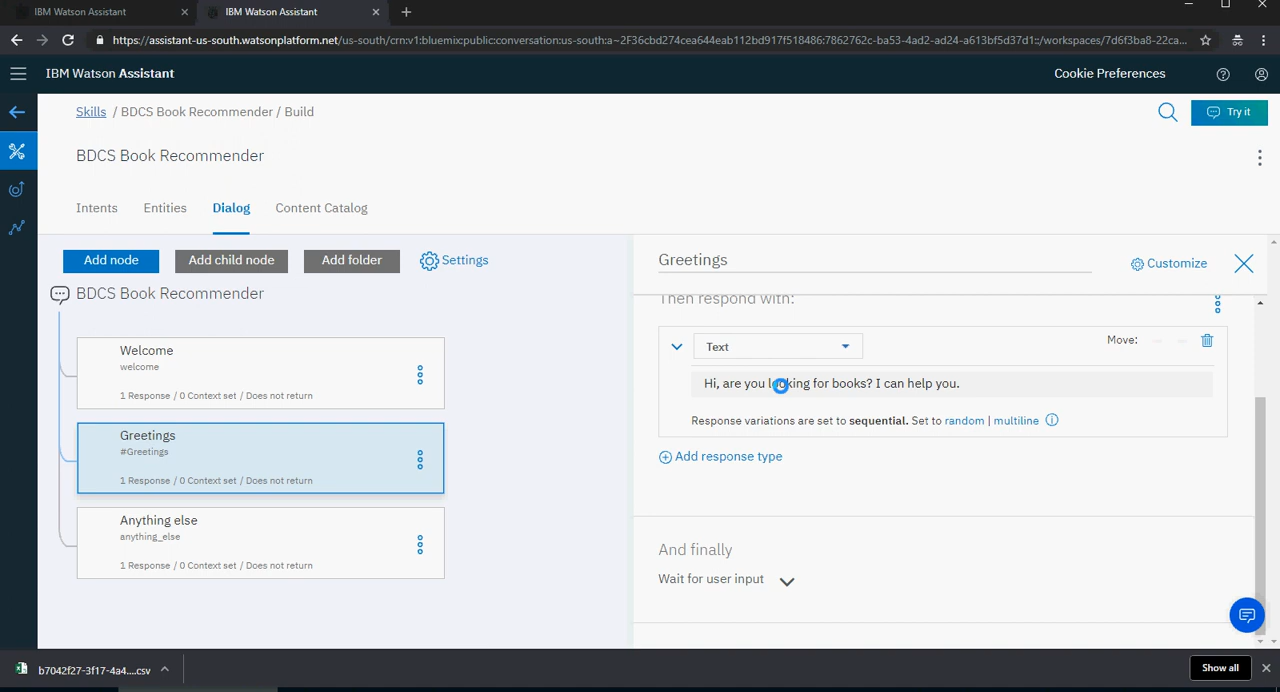 IBM Watson Assistant
IBM Watson Assistant
https://assistant-us-south.watsonplatform.net/us-south/crn:v1:bluemix:public:conversation:us-south:a~2F36cbd274cea644eab112bd917f518486:7862762c-ba53-4ad2-ad24-a613bf5d37d1::/workspaces/7d6f3ba8-22ca...
IBM Watson Assistant
Cookie Preferences
Skills / BDCS Book Recommender / Build
Try it
BDCS Book Recommender
Intents
Entities
Dialog
Content Catalog
Add node
Add child node
Add folder
Settings
BDCS Book Recommender
Welcome
welcome
1 Response / 0 Context set / Does not return
Greetings
#Greetings
1 Response / 0 Context set / Does not return
Anything else
anything_else
1 Response / 0 Context set / Does not return
Greetings
Customize
Then respond with:
Text
Move:
Hi, are you looking for books? I can help you.
Response variations are set to sequential. Set to random | multiline
Add response type
And finally
Wait for user input
b7042f27-3f17-4a4....csv
Show all